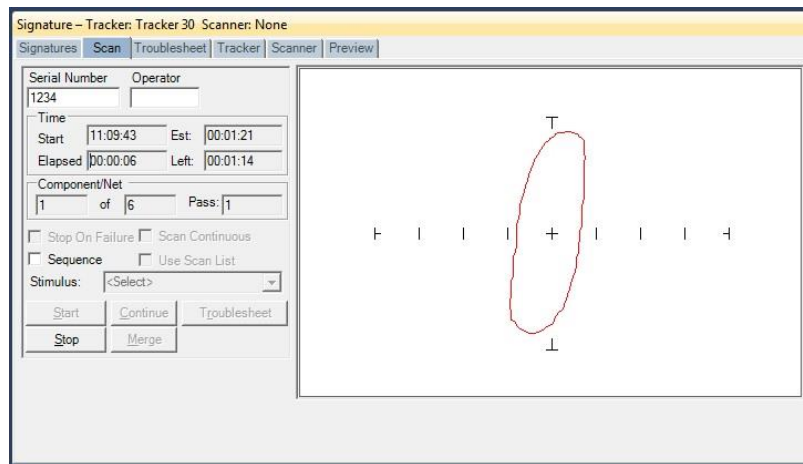 Signature – Tracker: Tracker 30 Scanner: None
Signatures Scan Troublesheet Tracker Scanner Preview
Serial Number Operator
1234
Time
Start 11:09:43 Est: 00:01:21
Elapsed 00:00:06 Left: 00:01:14
Component/Net
1 of 6 Pass: 1
Stop On Failure Scan Continuous
Sequence Use Scan List
Stimulus: <Select>
Start Continue Troublesheet
Stop Merge